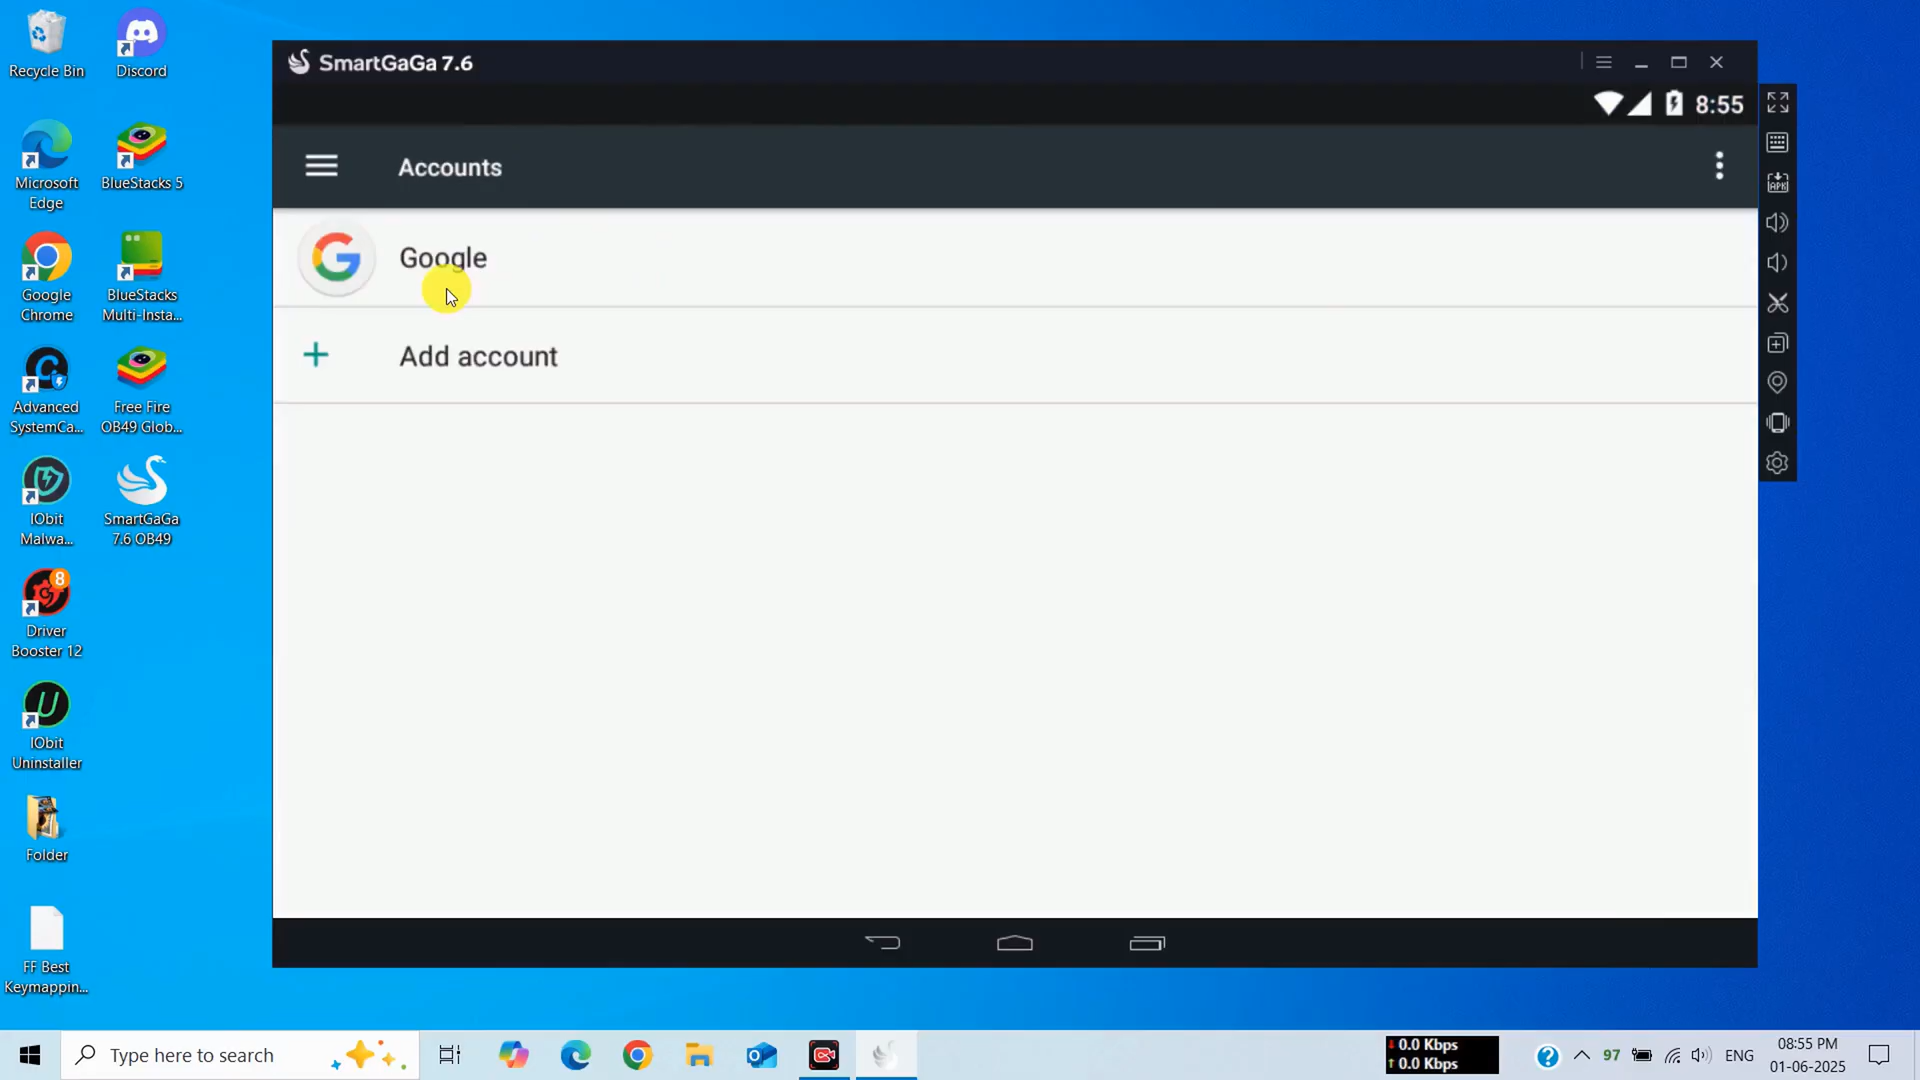 Recycle Bin
Discord
Microsoft
Edge
BlueStacks 5
Google
Chrome
BlueStacks
Multi-Insta...
Advanced
SystemCa...
Free Fire
OB49 Glob...
IObit
Malwa...
SmartGaGa
7.6 OB49
8
Driver
Booster 12
IObit
Uninstaller
Folder
FF Best
Keymappin...
SmartGaGa 7.6
8:55
Accounts
APK
Google
Add account
Type here to search
0.0 Kbps
0.0 Kbps
97
ENG
08:55 PM
01-06-2025